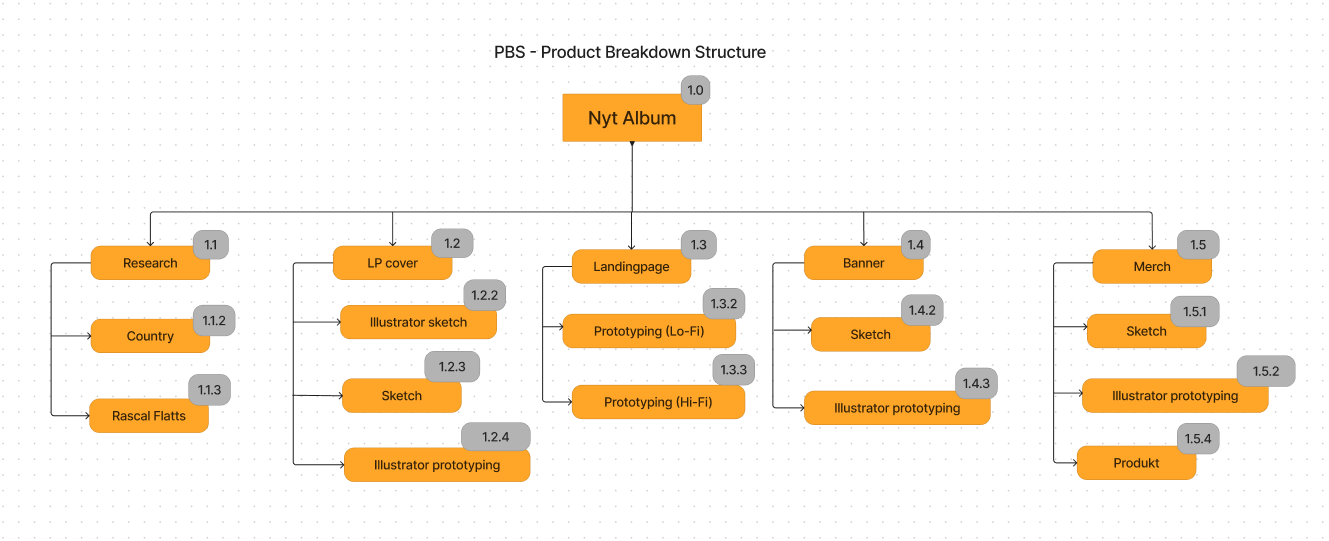 PBS - Product Breakdown Structure
1.0
Nyt Album
1.1
Research
1.1.2
Country
1.1.3
Rascal Flatts
1.2
LP cover
1.2.2
Illustrator sketch
1.2.3
Sketch
1.2.4
Illustrator prototyping
1.3
Landingpage
1.3.2
Prototyping (Lo-Fi)
1.3.3
Prototyping (Hi-Fi)
1.4
Banner
1.4.2
Sketch
1.4.3
Illustrator prototyping
1.5
Merch
1.5.1
Sketch
1.5.2
Illustrator prototyping
1.5.4
Produkt